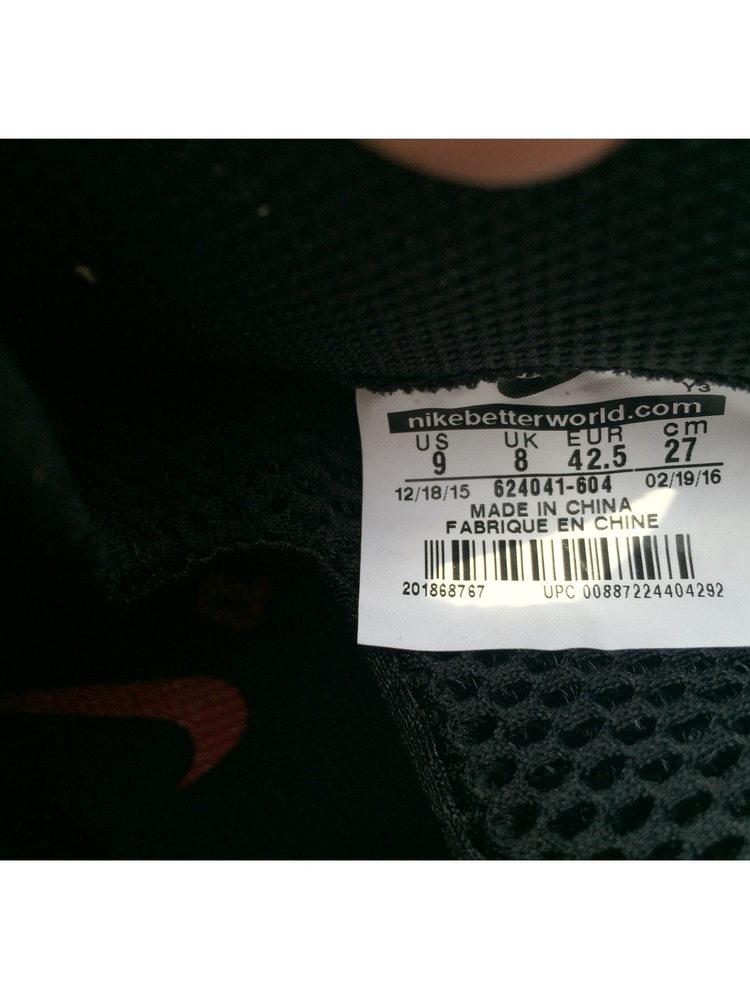 Y3
nikebetterworld.com
US UK EUR cm
9 8 42.5 27
12/18/15 624041-604 02/19/16
MADE IN CHINA
FABRIQUE EN CHINE
201868767 UPC 00887224404292